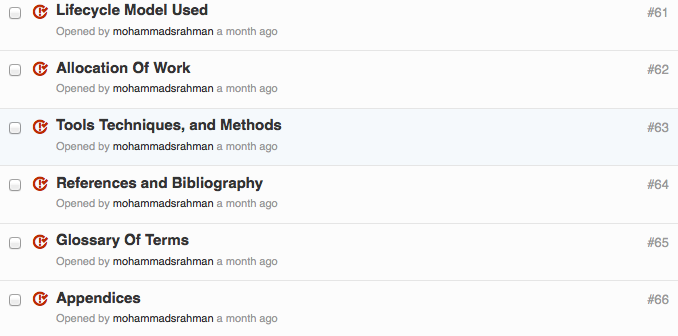 Lifecycle Model Used #61
Opened by mohammadsrahman a month ago
Allocation Of Work #62
Opened by mohammadsrahman a month ago
Tools Techniques, and Methods #63
Opened by mohammadsrahman a month ago
References and Bibliography #64
Opened by mohammadsrahman a month ago
Glossary Of Terms #65
Opened by mohammadsrahman a month ago
Appendices #66
Opened by mohammadsrahman a month ago